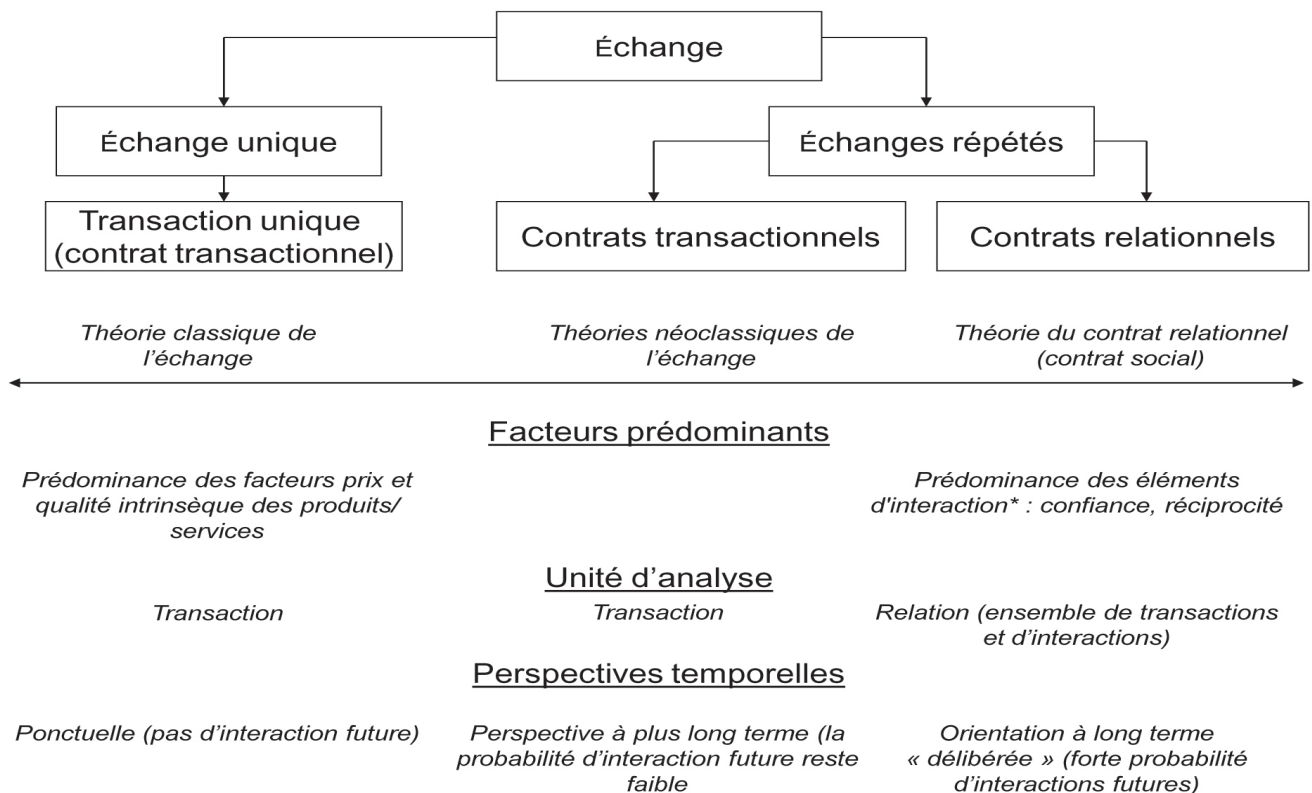 Échange
Échange unique
Échanges répétés
Transaction unique
(contrat transactionnel)
Contrats transactionnels
Contrats relationnels
Théorie classique de
l’échange
Théories néoclassiques de
l’échange
Théorie du contrat relationnel
(contrat social)
Facteurs prédominants
Prédominance des facteurs prix et
qualité intrinsèque des produits/
services
Prédominance des éléments
d'interaction* : confiance, réciprocité
Unité d’analyse
Transaction
Transaction
Relation (ensemble de transactions
et d’interactions)
Perspectives temporelles
Ponctuelle (pas d’interaction future)
Perspective à plus long terme (la
probabilité d’interaction future reste
faible
Orientation à long terme
« délibérée » (forte probabilité
d’interactions futures)